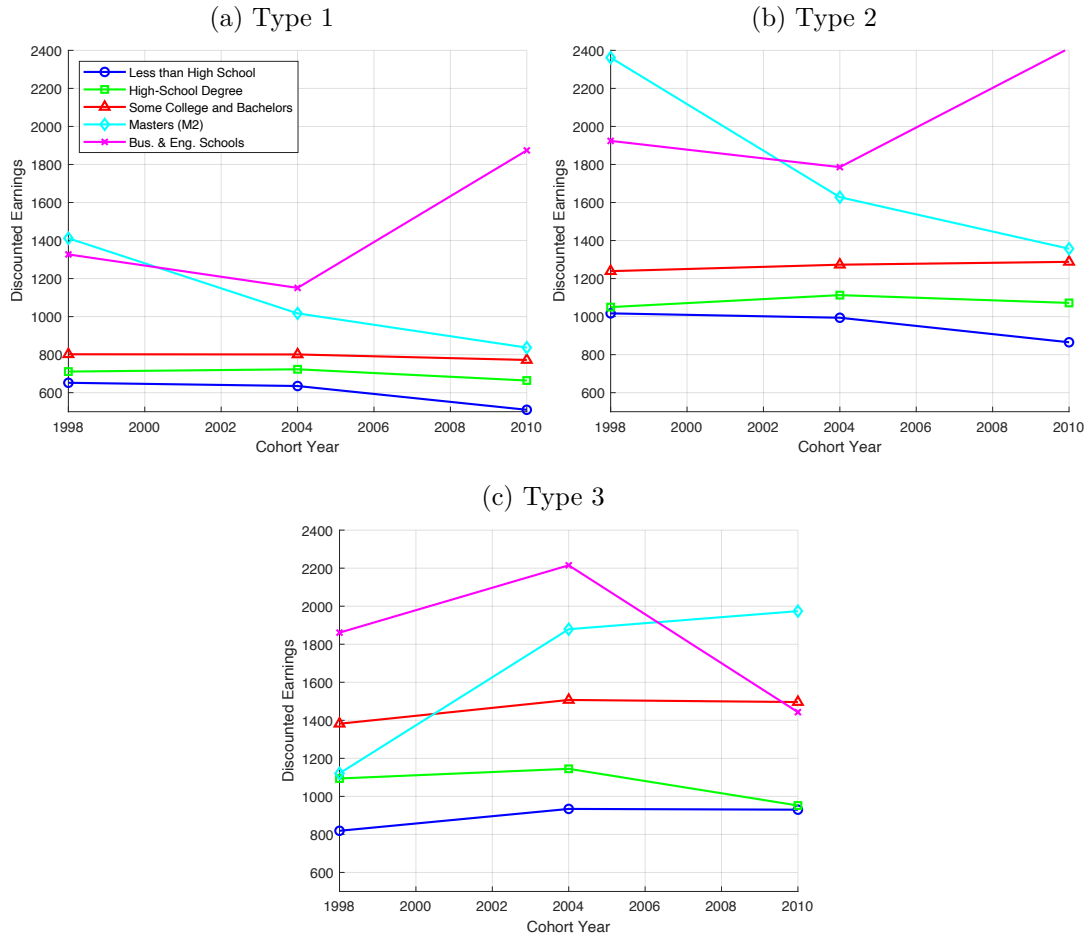 (a) Type 1
2400
2200
2000
1800
1600
1400
1200
1000
800
600
Discounted Earnings
Less than High School
High-School Degree
Some College and Bachelors
Masters (M2)
Bus. & Eng. Schools
1998 2000 2002 2004 2006 2008 2010
Cohort Year
(b) Type 2
2400
2200
2000
1800
1600
1400
1200
1000
800
600
Discounted Earnings
1998 2000 2002 2004 2006 2008 2010
Cohort Year
(c) Type 3
2400
2200
2000
1800
1600
1400
1200
1000
800
600
Discounted Earnings
1998 2000 2002 2004 2006 2008 2010
Cohort Year